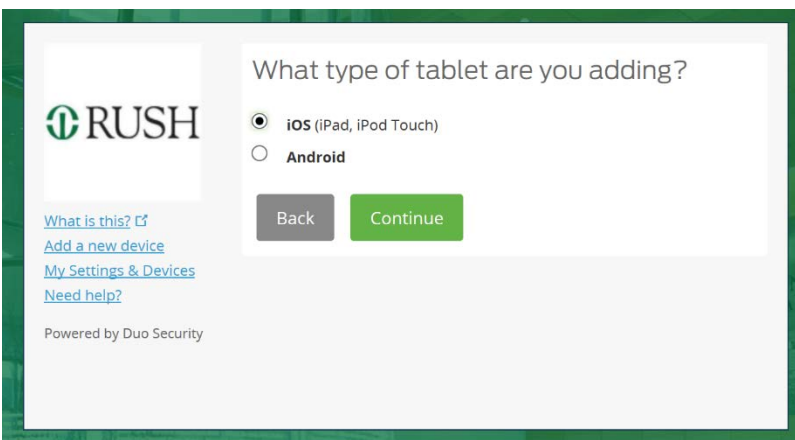 RUSH
What is this?
Add a new device
My Settings & Devices
Need help?
Powered by Duo Security
What type of tablet are you adding?
iOS (iPad, iPod Touch)
Android
Back
Continue